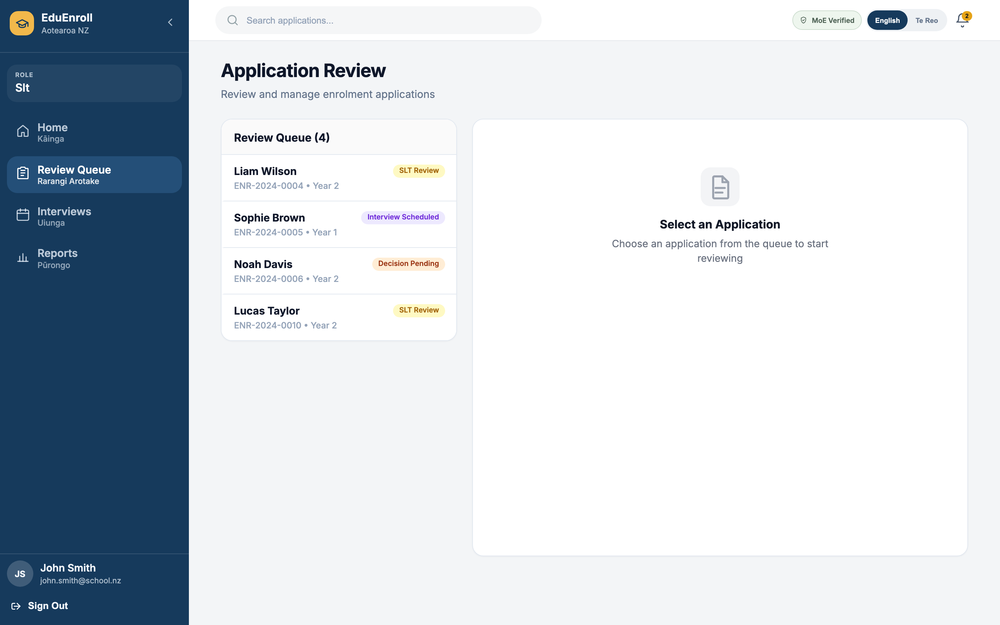 EduEnroll
Aotearoa NZ
ROLE
Slt
Home
Kāinga
Review Queue
Rarangi Arotake
Interviews
Uiunga
Reports
Pūrongo
John Smith
JS
john.smith@school.nz
Sign Out
Search applications...
MoE Verified
English
Te Reo
2
Application Review
Review and manage enrolment applications
Review Queue (4)
Liam Wilson
SLT Review
ENR-2024-0004 • Year 2
Sophie Brown
Interview Scheduled
ENR-2024-0005 • Year 1
Noah Davis
Decision Pending
ENR-2024-0006 • Year 2
Lucas Taylor
SLT Review
ENR-2024-0010 • Year 2
Select an Application
Choose an application from the queue to start
reviewing